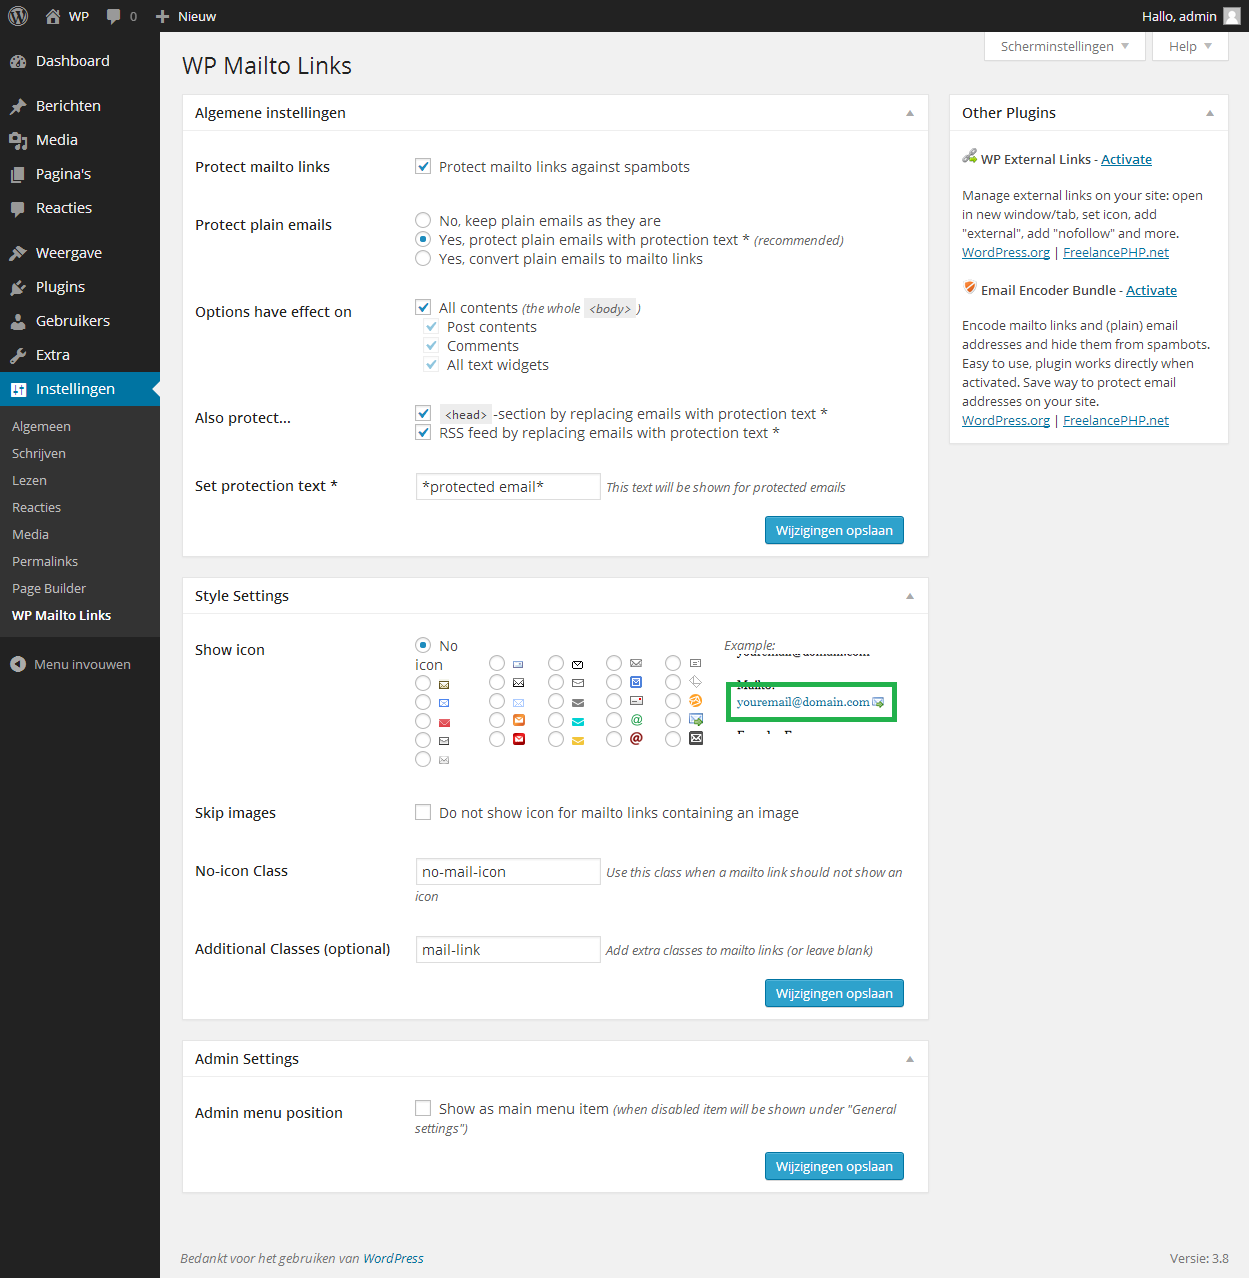 WP 0 Nieuw Hallo, admin
Dashboard
Berichten
Media
Pagina's
Reacties
Weergave
Plugins
Gebruikers
Extra
Instellingen
Algemeen
Schrijven
Lezen
Reacties
Media
Permalinks
Page Builder
WP Mailto Links
Menu invouwen
Scherminstellingen Help
WP Mailto Links
Algemene instellingen
Protect mailto links Protect mailto links against spambots
Protect plain emails No, keep plain emails as they are
Yes, protect plain emails with protection text * (recommended)
Yes, convert plain emails to mailto links
Options have effect on All contents (the whole <body> )
Post contents
Comments
All text widgets
Also protect... <head> -section by replacing emails with protection text *
RSS feed by replacing emails with protection text *
Set protection text * *protected email* This text will be shown for protected emails
Wijzigingen opslaan
Style Settings
Show icon No icon
Example:
youremail@domain.com
Mailto:
youremail@domain.com
Skip images Do not show icon for mailto links containing an image
No-icon Class no-mail-icon Use this class when a mailto link should not show an
icon
Additional Classes (optional) mail-link Add extra classes to mailto links (or leave blank)
Wijzigingen opslaan
Admin Settings
Admin menu position Show as main menu item (when disabled item will be shown under "General
settings")
Wijzigingen opslaan
Other Plugins
WP External Links - Activate
Manage external links on your site: open
in new window/tab, set icon, add
"external", add "nofollow" and more.
WordPress.org | FreelancePHP.net
Email Encoder Bundle - Activate
Encode mailto links and (plain) email
addresses and hide them from spambots.
Easy to use, plugin works directly when
activated. Save way to protect email
addresses on your site.
WordPress.org | FreelancePHP.net
Bedankt voor het gebruiken van WordPress Versie: 3.8